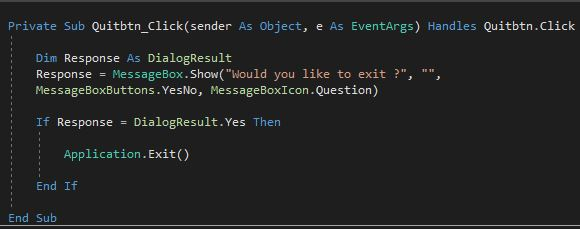 Private Sub Quitbtn_Click(sender As Object, e As EventArgs) Handles Quitbtn.Click
Dim Response As DialogResult
Response = MessageBox.Show("Would you like to exit ?", "",
MessageBoxButtons.YesNo, MessageBoxIcon.Question)
If Response = DialogResult.Yes Then
Application.Exit()
End If
End Sub